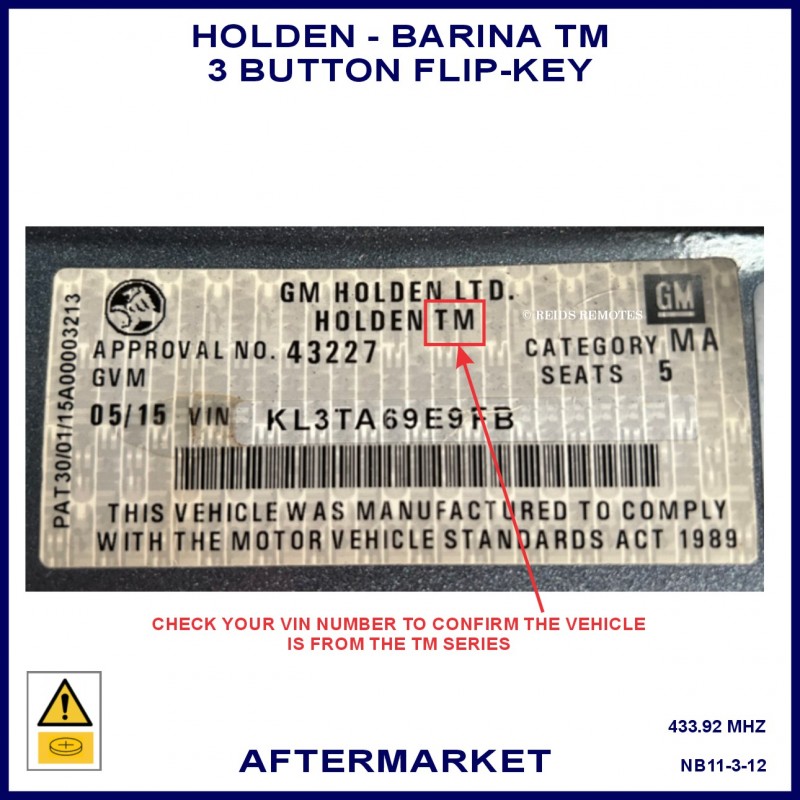 HOLDEN - BARINA TM
3 BUTTON FLIP-KEY
GM HOLDEN LTD.
HOLDEN TM
GM
© REIDS REMOTES
APPROVAL NO. 43227
CATEGORY MA
GVM
SEATS 5
05/15 VIN KL3TA69E9FB
PAT30/01/15A00003213
THIS VEHICLE WAS MANUFACTURED TO COMPLY
WITH THE MOTOR VEHICLE STANDARDS ACT 1989
CHECK YOUR VIN NUMBER TO CONFIRM THE VEHICLE
IS FROM THE TM SERIES
433.92 MHZ
AFTERMARKET
NB11-3-12